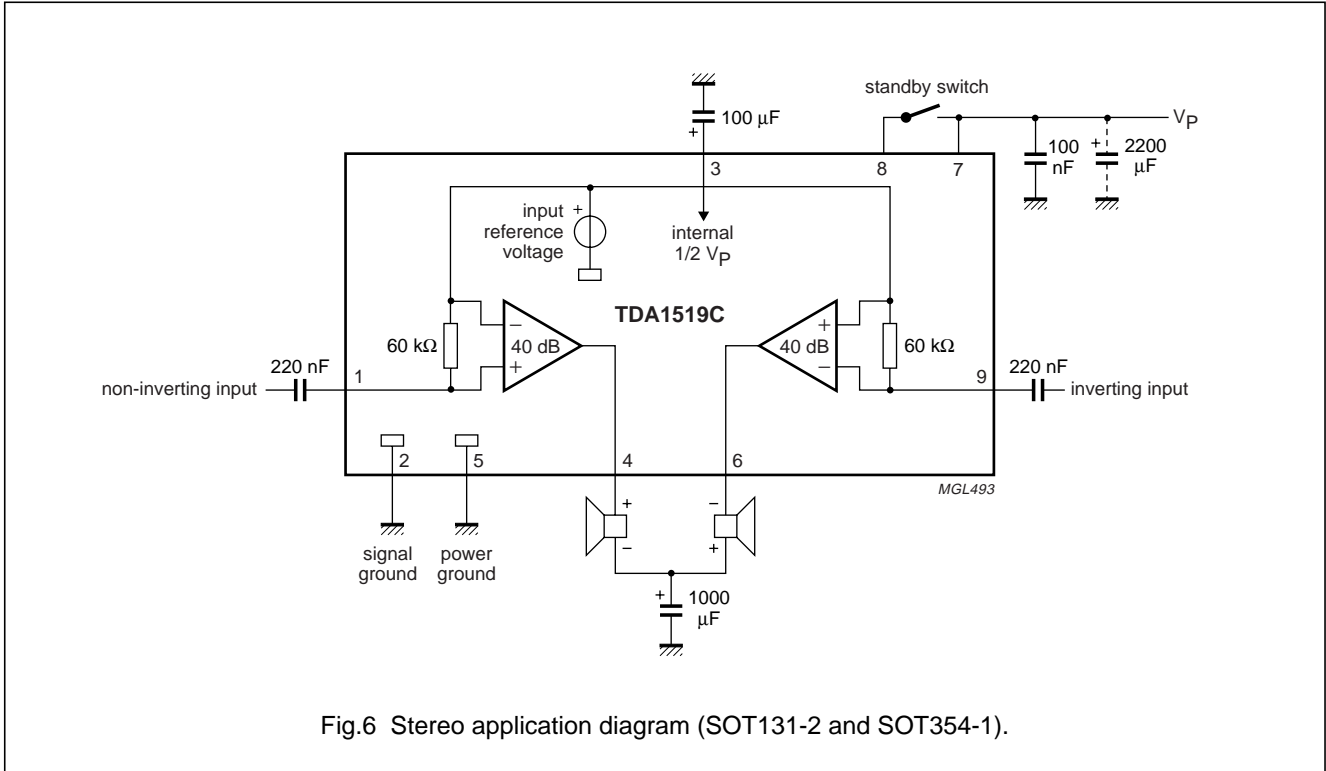 standby switch
100 μF
+
V_P
3
8
7
100
nF
+
2200
μF
input
reference
voltage
+
internal
1/2 V_P
TDA1519C
60 kΩ
−
+
40 dB
+
−
40 dB
60 kΩ
220 nF
non-inverting input
1
9
220 nF
inverting input
2
5
4
6
MGL493
signal
ground
power
ground
+
−
−
+
+
1000
μF
Fig.6 Stereo application diagram (SOT131-2 and SOT354-1).